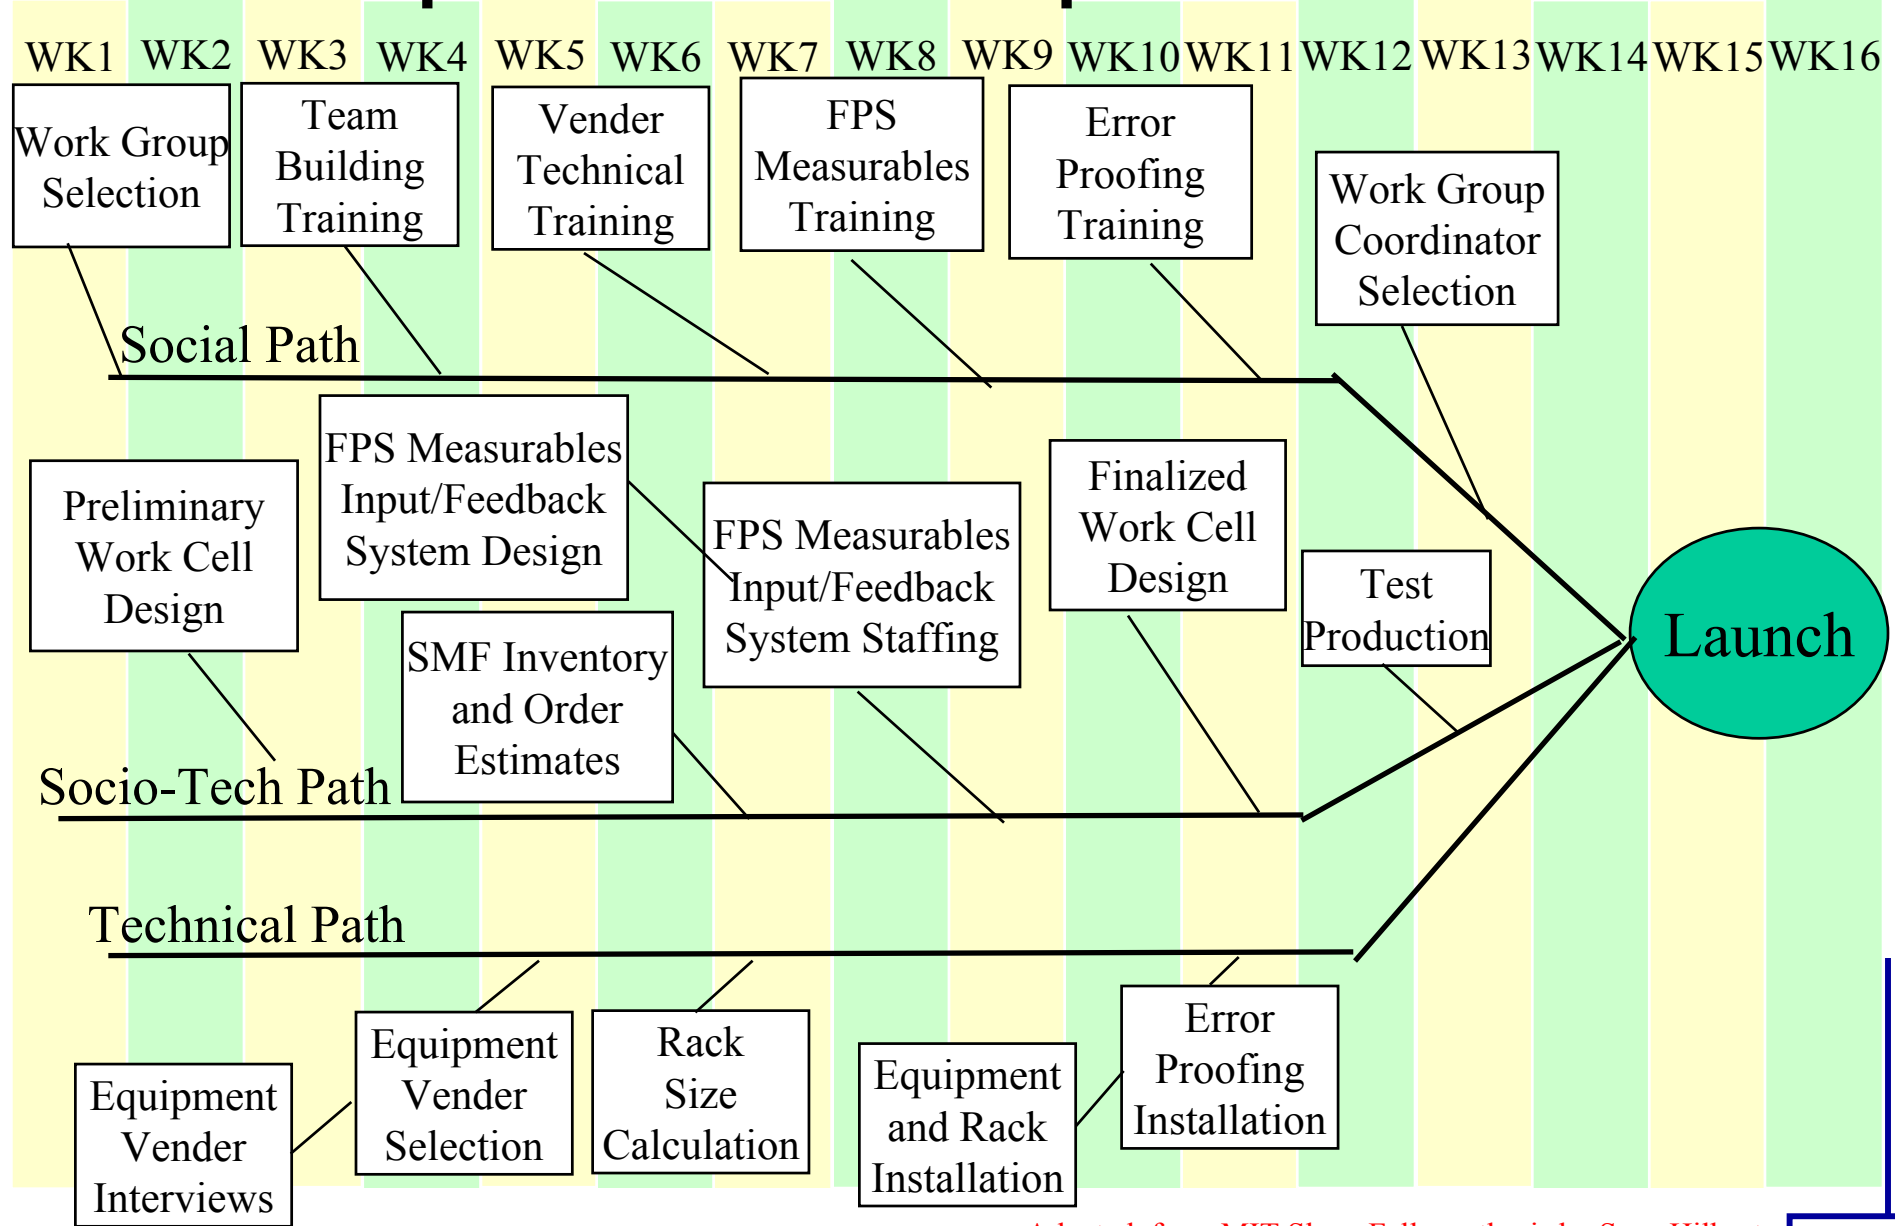 WK1 WK2 WK3 WK4 WK5 WK6 WK7 WK8 WK9 WK10 WK11 WK12 WK13 WK14 WK15 WK16
Work Group
Selection
Team
Building
Training
Vender
Technical
Training
FPS
Measurables
Training
Error
Proofing
Training
Work Group
Coordinator
Selection
Social Path
Preliminary
Work Cell
Design
FPS Measurables
Input/Feedback
System Design
SMF Inventory
and Order
Estimates
FPS Measurables
Input/Feedback
System Staffing
Finalized
Work Cell
Design
Test
Production
Launch
Socio-Tech Path
Technical Path
Equipment
Vender
Interviews
Equipment
Vender
Selection
Rack
Size
Calculation
Equipment
and Rack
Installation
Error
Proofing
Installation